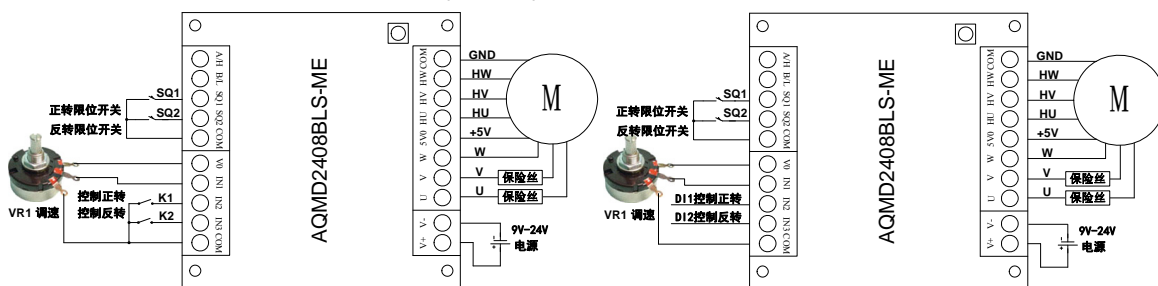 AQMD2408BLS-ME
A/H
B/L
SQ1
SQ2
COM
V0
IN1
IN2
IN3
COM
SQ1
正转限位开关
SQ2
反转限位开关
VR1 调速
控制正转
K1
控制反转
K2
COM
HW
HV
HU
5V0
W
V
U
V-
V+
GND
HW
HV
HU
+5V
W
V
保险丝
U
保险丝
M
9V-24V
电源
AQMD2408BLS-ME
A/H
B/L
SQ1
SQ2
COM
V0
IN1
IN2
IN3
COM
SQ1
正转限位开关
SQ2
反转限位开关
VR1 调速
DI1控制正转
DI2控制反转
COM
HW
HV
HU
5V0
W
V
U
V-
V+
GND
HW
HV
HU
+5V
W
V
保险丝
U
保险丝
M
9V-24V
电源